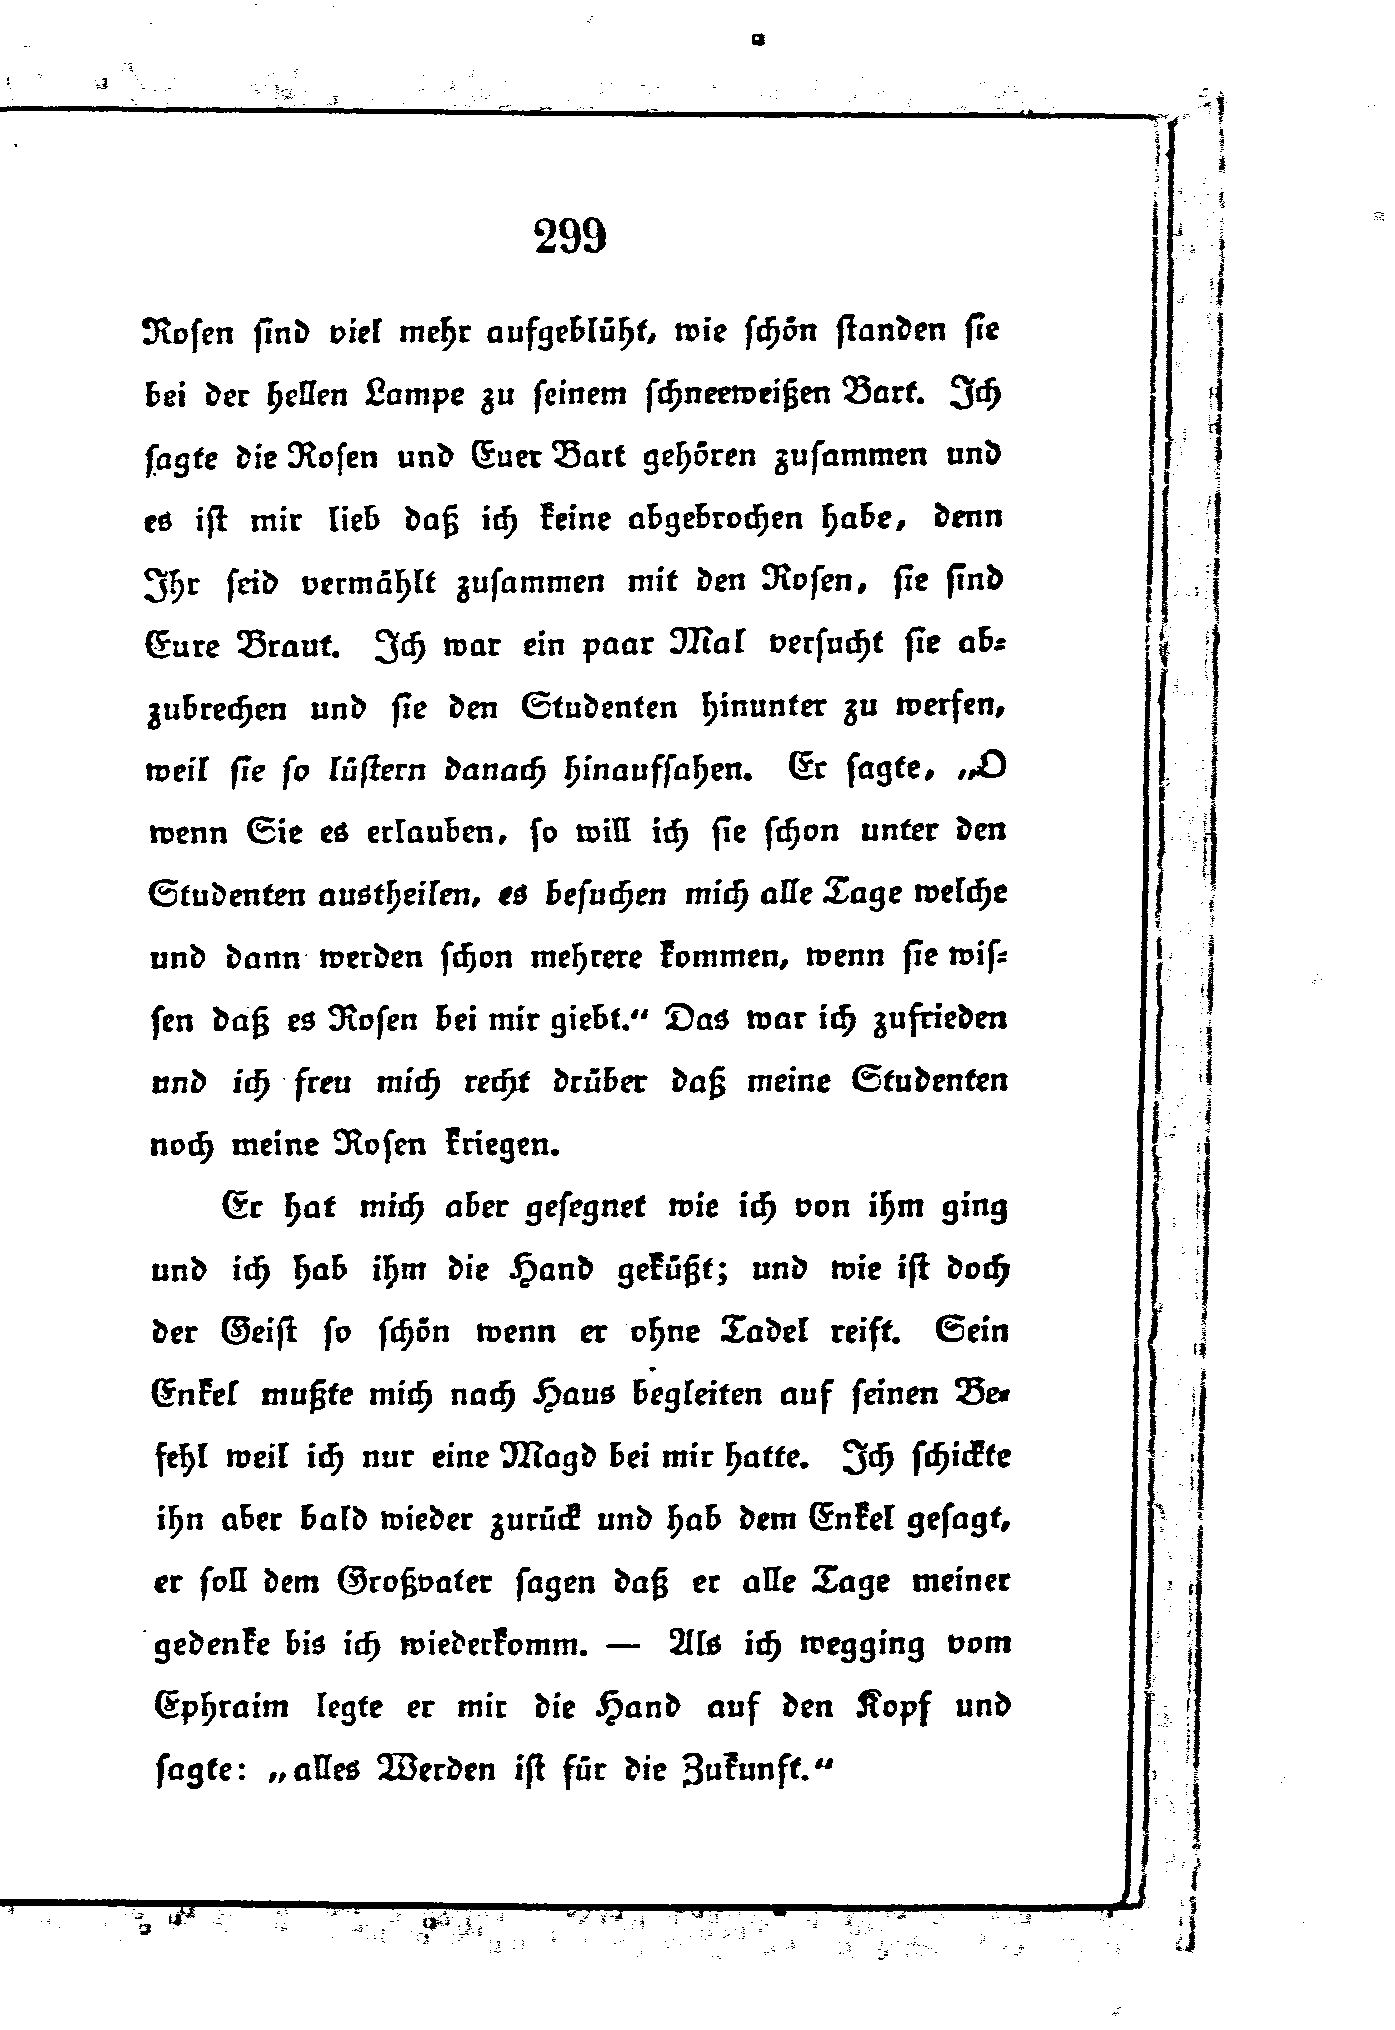 299
Roſen ſind viel mehr aufgeblüht, wie ſchön ſtanden ſie
bei der hellen Lampe zu ſeinem ſchneeweißen Bart. Ich
ſagte die Roſen und Euer Bart gehören zuſammen und
es iſt mir lieb daß ich keine abgebrochen habe, denn
Ihr ſeid vermählt zuſammen mit den Roſen, ſie ſind
Eure Braut. Ich war ein paar Mal verſucht ſie ab⸗
zubrechen und ſie den Studenten hinunter zu werfen,
weil ſie ſo lüſtern danach hinaufſahen. Er ſagte, „O
wenn Sie es erlauben, ſo will ich ſie ſchon unter den
Studenten austheilen, es beſuchen mich alle Tage welche
und dann werden ſchon mehrere kommen, wenn ſie wiſ⸗
ſen daß es Roſen bei mir giebt.“ Das war ich zufrieden
und ich freu mich recht drüber daß meine Studenten
noch meine Roſen kriegen.
Er hat mich aber geſegnet wie ich von ihm ging
und ich hab ihm die Hand geküßt; und wie iſt doch
der Geiſt ſo ſchön wenn er ohne Tadel reift. Sein
Enkel mußte mich nach Haus begleiten auf ſeinen Be⸗
fehl weil ich nur eine Magd bei mir hatte. Ich ſchickte
ihn aber bald wieder zurück und hab dem Enkel geſagt,
er ſoll dem Großvater ſagen daß er alle Tage meiner
gedenke bis ich wiederkomm. — Als ich wegging vom
Ephraim legte er mir die Hand auf den Kopf und
ſagte: „alles Werden iſt für die Zukunft.“